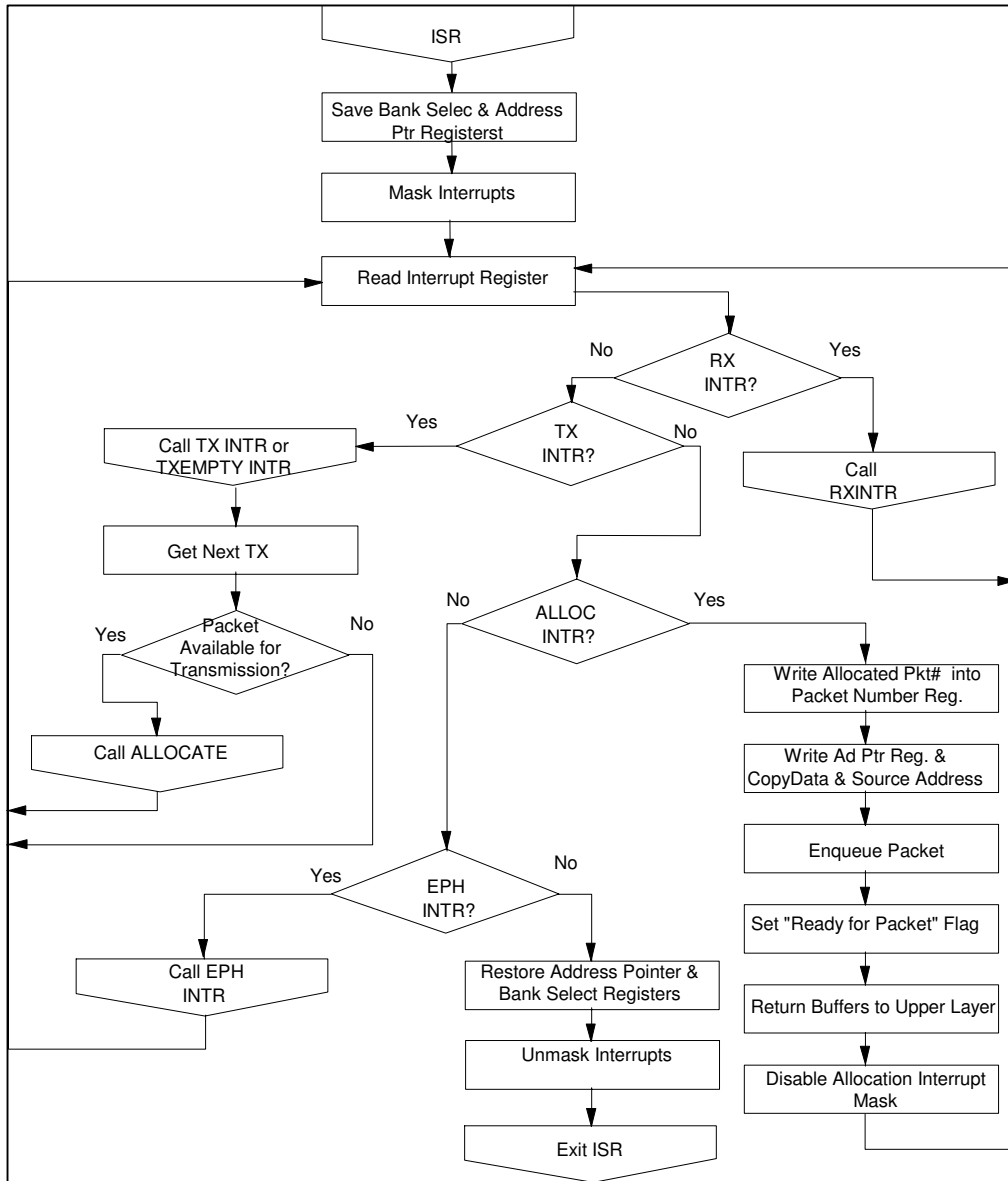 ISR
Save Bank Selec & Address
Ptr Registerst
Mask Interrupts
Read Interrupt Register
No
RX
INTR?
Yes
Yes
TX
INTR?
No
Call TX INTR or
TXEMPTY INTR
Call
RXINTR
Get Next TX
No
ALLOC
INTR?
Yes
Yes
Packet
Available for
Transmission?
No
Write Allocated Pkt# into
Packet Number Reg.
Call ALLOCATE
Write Ad Ptr Reg. &
CopyData & Source Address
Enqueue Packet
Yes
EPH
INTR?
No
Set "Ready for Packet" Flag
Call EPH
INTR
Restore Address Pointer &
Bank Select Registers
Return Buffers to Upper Layer
Unmask Interrupts
Disable Allocation Interrupt
Mask
Exit ISR